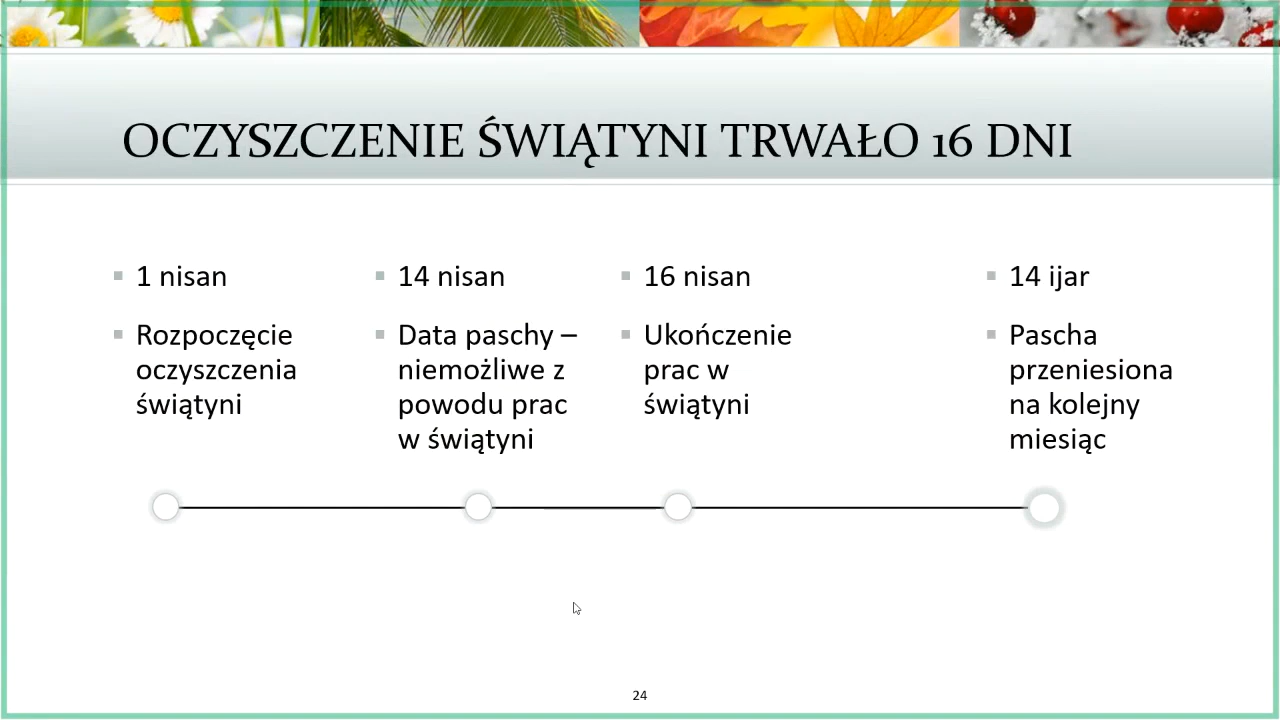 OCZYSZCZENIE ŚWIĄTYNI TRWAŁO 16 DNI
1 nisan
Rozpoczęcie
oczyszczenia
świątyni
14 nisan
Data paschy –
niemożliwe z
powodu prac
w świątyni
16 nisan
Ukończenie
prac w
świątyni
14 ijar
Pascha
przeniesiona
na kolejny
miesiąc
24